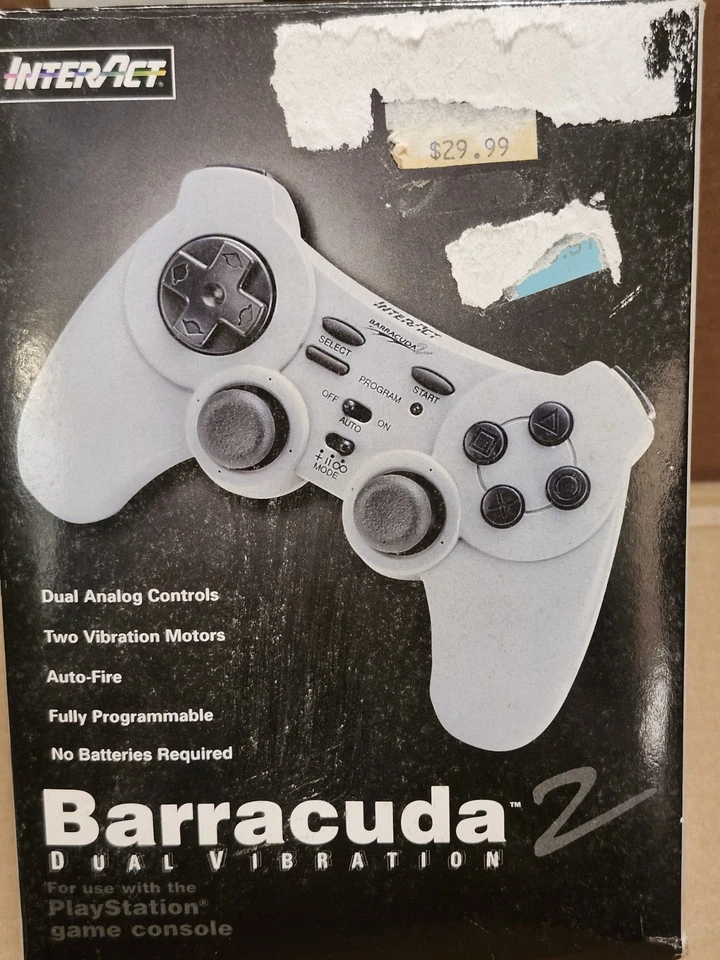 INTERACT
$29.99
INTERACT
BARRACUDA 2
SELECT
PROGRAM
START
OFF
ON
AUTO
MODE
Dual Analog Controls
Two Vibration Motors
Auto-Fire
Fully Programmable
No Batteries Required
Barracuda™ 2
DUAL VIBRATION
For use with the
PlayStation®
game console